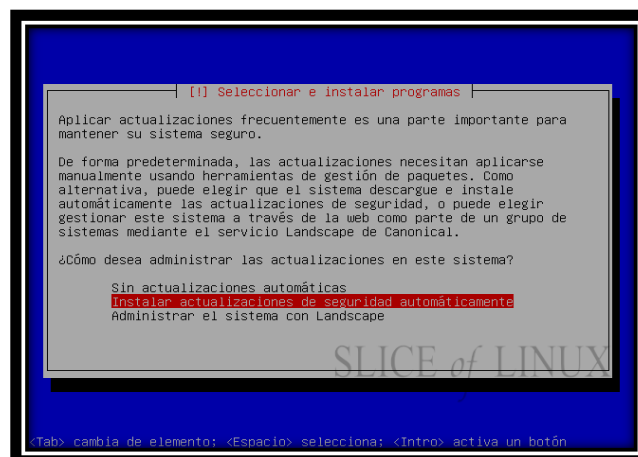 [!] Seleccionar e instalar programas
Aplicar actualizaciones frecuentemente es una parte importante para
mantener su sistema seguro.
De forma predeterminada, las actualizaciones necesitan aplicarse
manualmente usando herramientas de gestión de paquetes. Como
alternativa, puede elegir que el sistema descargue e instale
automáticamente las actualizaciones de seguridad, o puede elegir
gestionar este sistema a través de la web como parte de un grupo de
sistemas mediante el servicio Landscape de Canonical.
¿Cómo desea administrar las actualizaciones en este sistema?
Sin actualizaciones automáticas
Instalar actualizaciones de seguridad automáticamente
Administrar el sistema con Landscape
SLICE of LINUX
<Tab> cambia de elemento; <Espacio> selecciona; <Intro> activa un botón